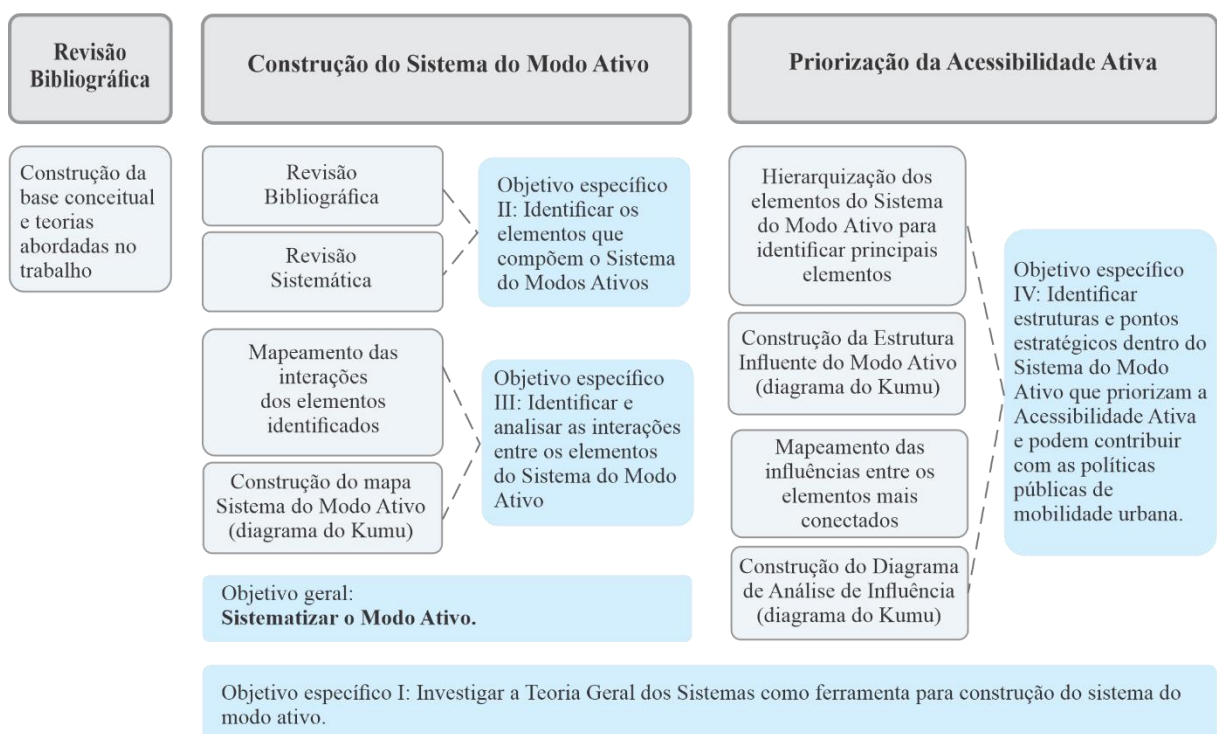 Revisão
Bibliográfica
Construção da
base conceitual
e teorias
abordadas no
trabalho
Construção do Sistema do Modo Ativo
Revisão
Bibliográfica
Revisão
Sistemática
Objetivo específico
II: Identificar os
elementos que
compõem o Sistema
do Modos Ativos
Mapeamento das
interações
dos elementos
identificados
Construção do mapa
Sistema do Modo Ativo
(diagrama do Kumu)
Objetivo específico
III: Identificar e
analisar as interações
entre os elementos
do Sistema do Modo
Ativo
Objetivo geral:
Sistematizar o Modo Ativo.
Priorização da Acessibilidade Ativa
Hierarquização dos
elementos do Sistema
do Modo Ativo para
identificar principais
elementos
Construção da Estrutura
Influente do Modo Ativo
(diagrama do Kumu)
Mapeamento das
influências entre os
elementos mais
conectados
Construção do Diagrama
de Análise de Influência
(diagrama do Kumu)
Objetivo específico
IV: Identificar
estruturas e pontos
estratégicos dentro do
Sistema do Modo
Ativo que priorizam a
Acessibilidade Ativa
e podem contribuir
com as políticas
públicas de
mobilidade urbana.
Objetivo específico I: Investigar a Teoria Geral dos Sistemas como ferramenta para construção do sistema do
modo ativo.